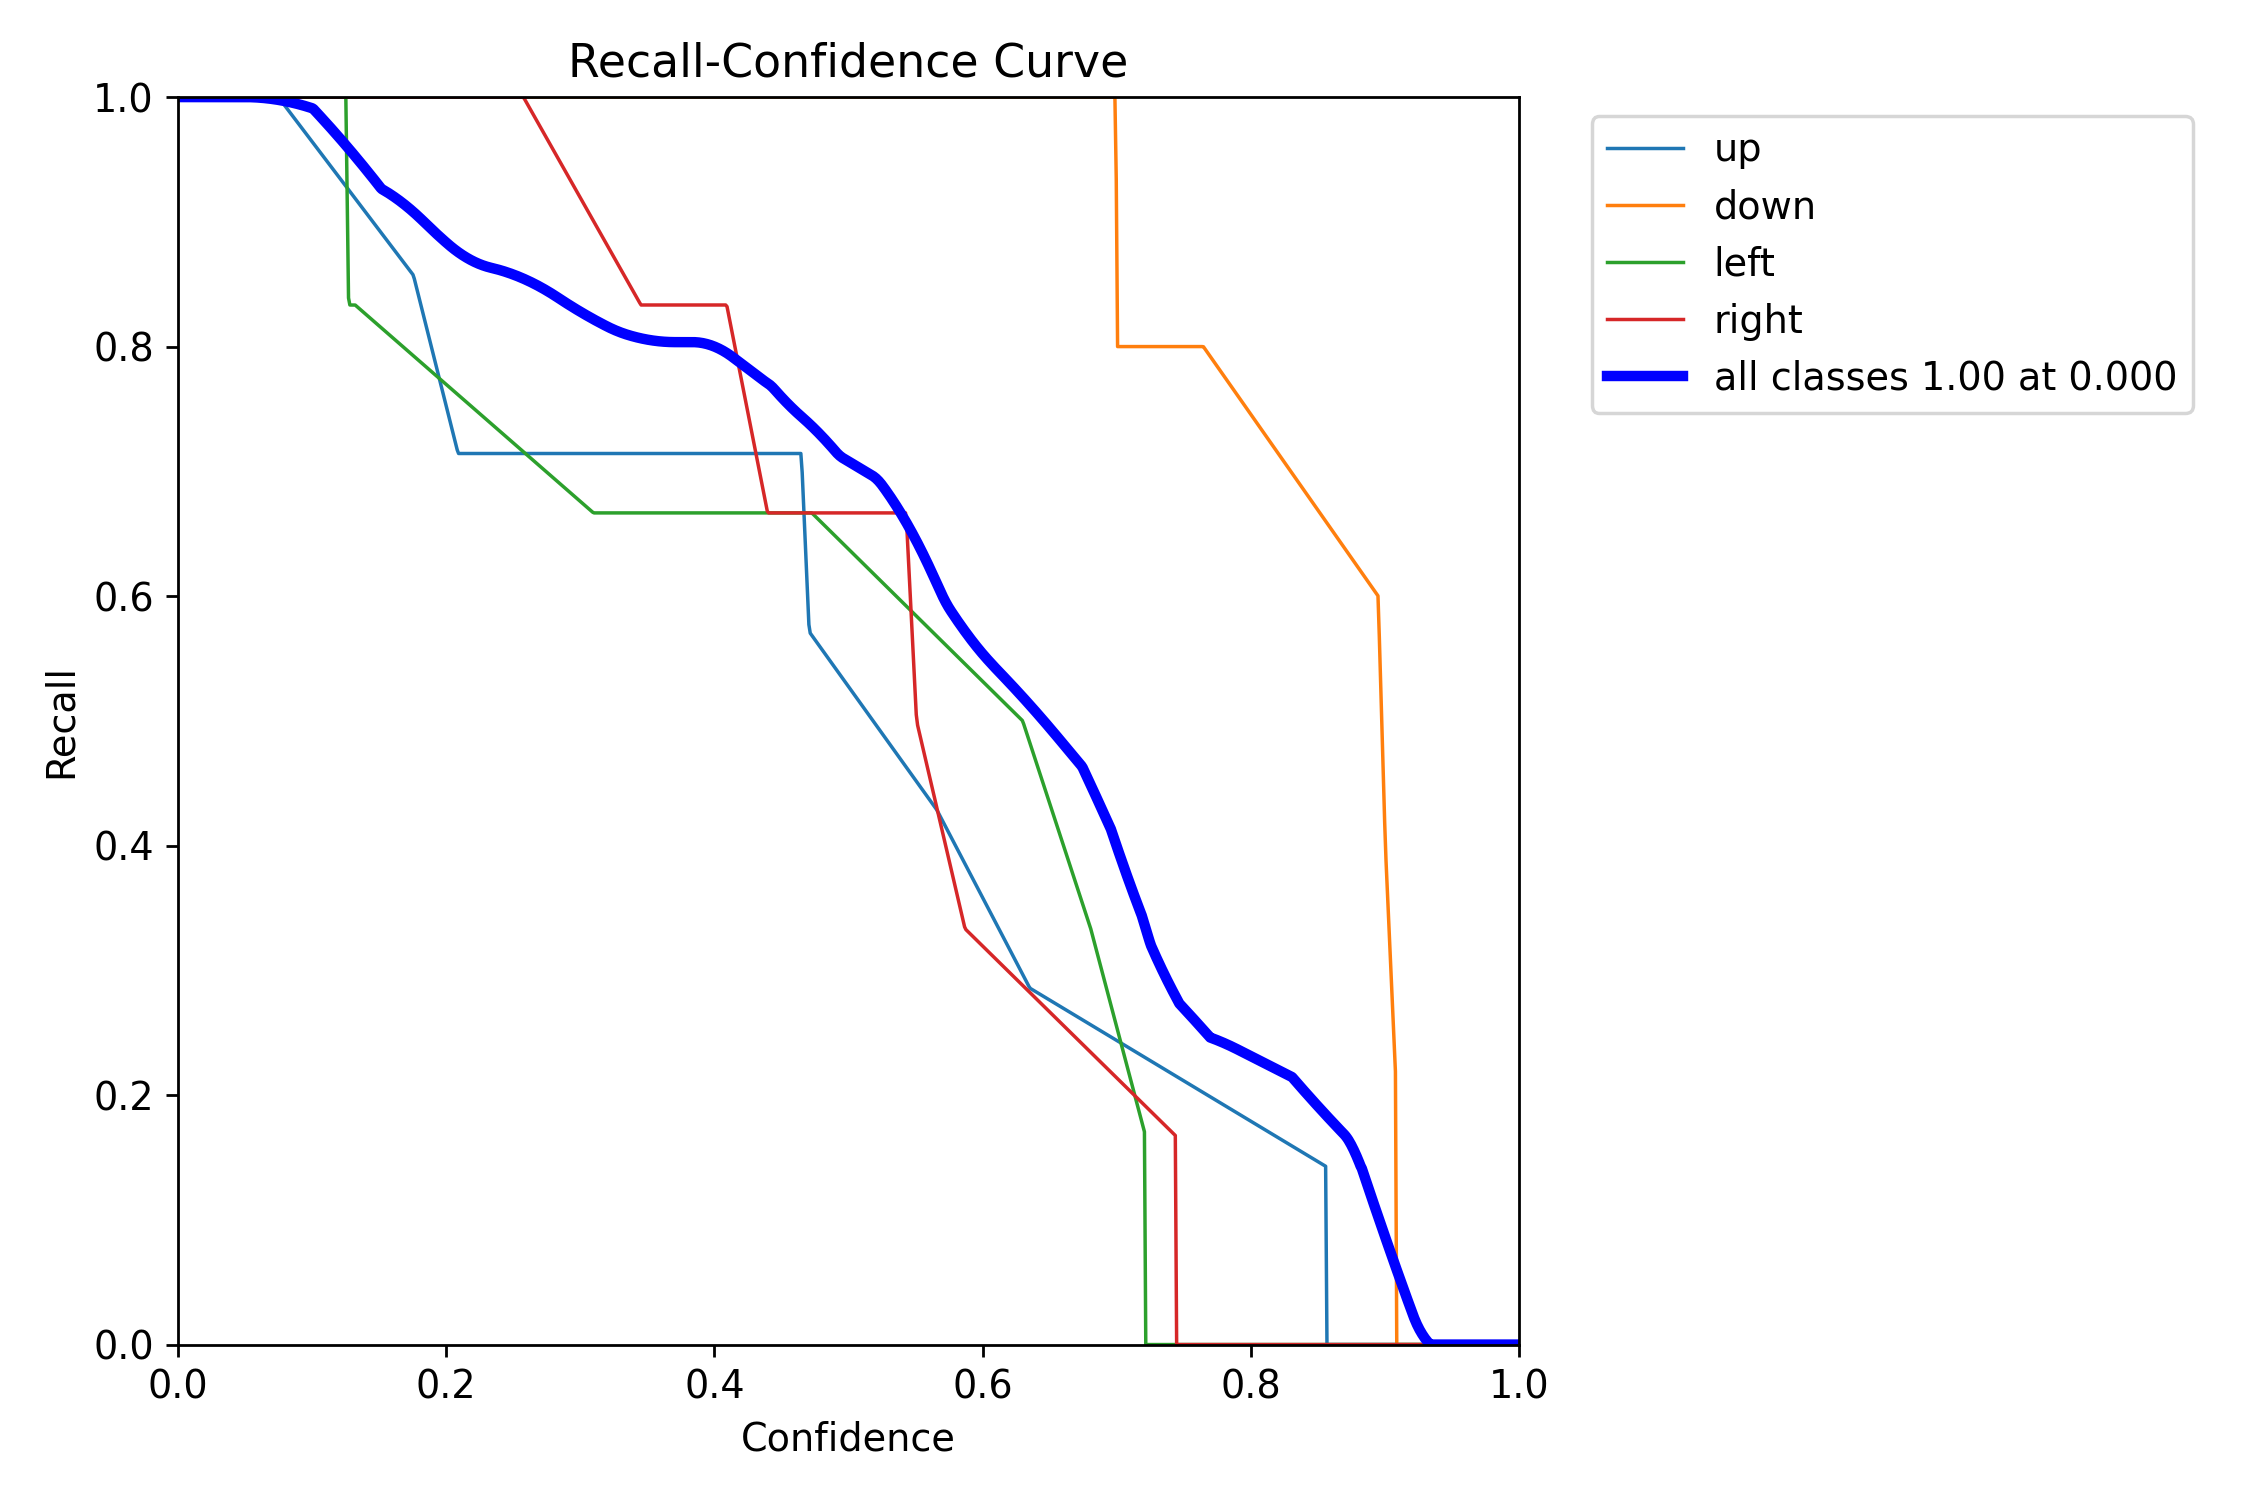 Recall-Confidence Curve
1.0
0.8
0.6
0.4
0.2
0.0
Recall
0.0 0.2 0.4 0.6 0.8 1.0
Confidence
up
down
left
right
all classes 1.00 at 0.000